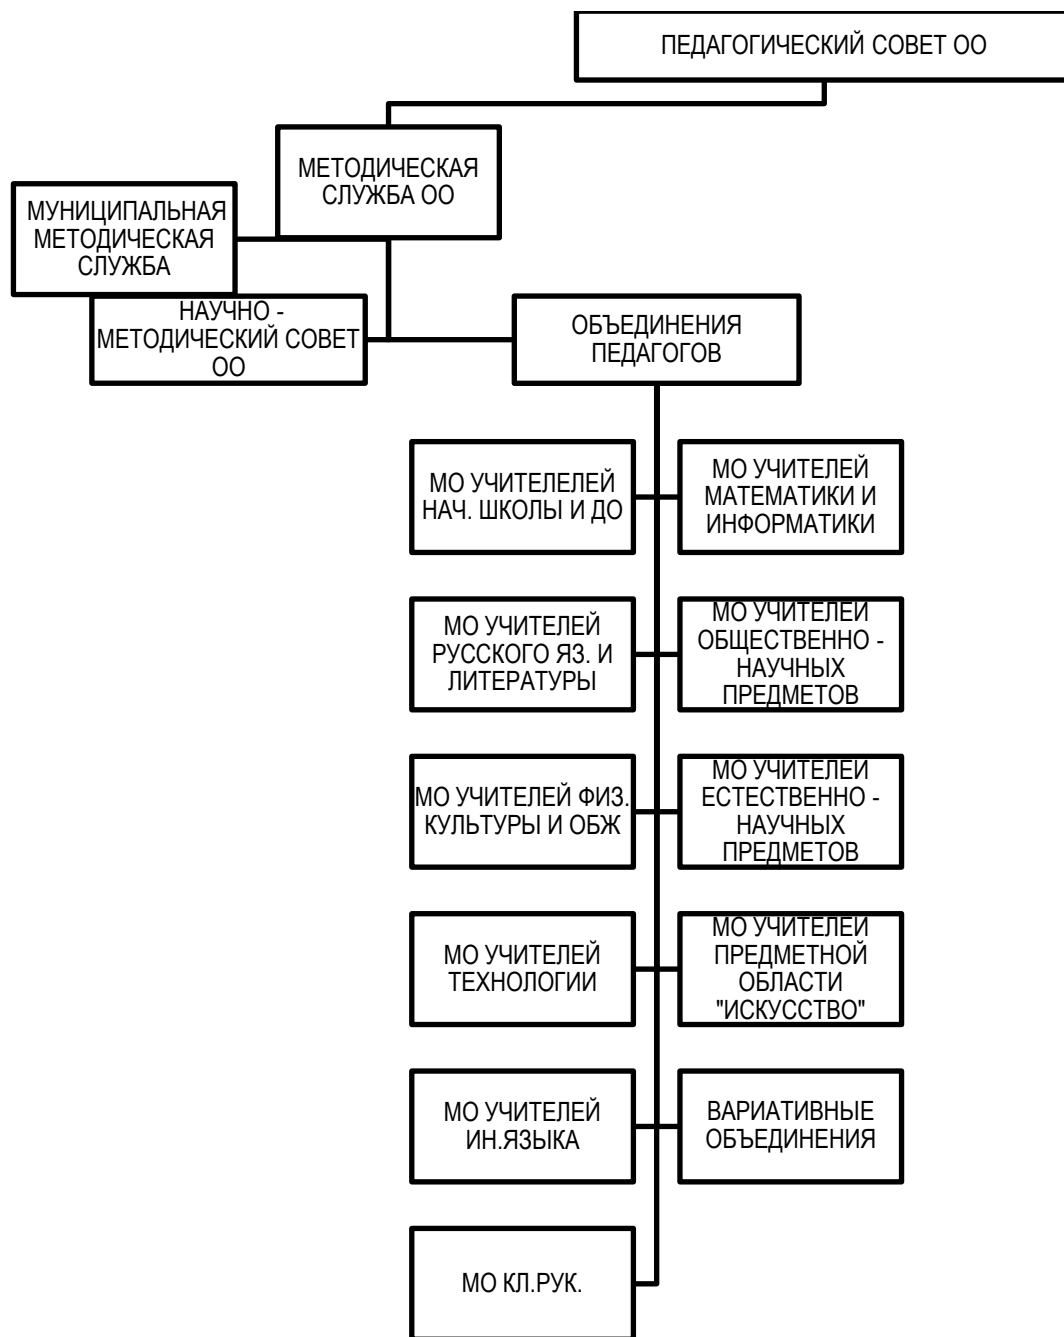 ПЕДАГОГИЧЕСКИЙ СОВЕТ ОО
МЕТОДИЧЕСКАЯ
СЛУЖБА ОО
МУНИЦИПАЛЬНАЯ
МЕТОДИЧЕСКАЯ
СЛУЖБА
НАУЧНО -
МЕТОДИЧЕСКИЙ СОВЕТ
ОО
ОБЪЕДИНЕНИЯ
ПЕДАГОГОВ
МО УЧИТЕЛЕЛЕЙ
НАЧ. ШКОЛЫ И ДО
МО УЧИТЕЛЕЙ
МАТЕМАТИКИ И
ИНФОРМАТИКИ
МО УЧИТЕЛЕЙ
РУССКОГО ЯЗ. И
ЛИТЕРАТУРЫ
МО УЧИТЕЛЕЙ
ОБЩЕСТВЕННО -
НАУЧНЫХ
ПРЕДМЕТОВ
МО УЧИТЕЛЕЙ ФИЗ.
КУЛЬТУРЫ И ОБЖ
МО УЧИТЕЛЕЙ
ЕСТЕСТВЕННО -
НАУЧНЫХ
ПРЕДМЕТОВ
МО УЧИТЕЛЕЙ
ТЕХНОЛОГИИ
МО УЧИТЕЛЕЙ
ПРЕДМЕТНОЙ
ОБЛАСТИ
"ИСКУССТВО"
МО УЧИТЕЛЕЙ
ИН.ЯЗЫКА
ВАРИАТИВНЫЕ
ОБЪЕДИНЕНИЯ
МО КЛ.РУК.